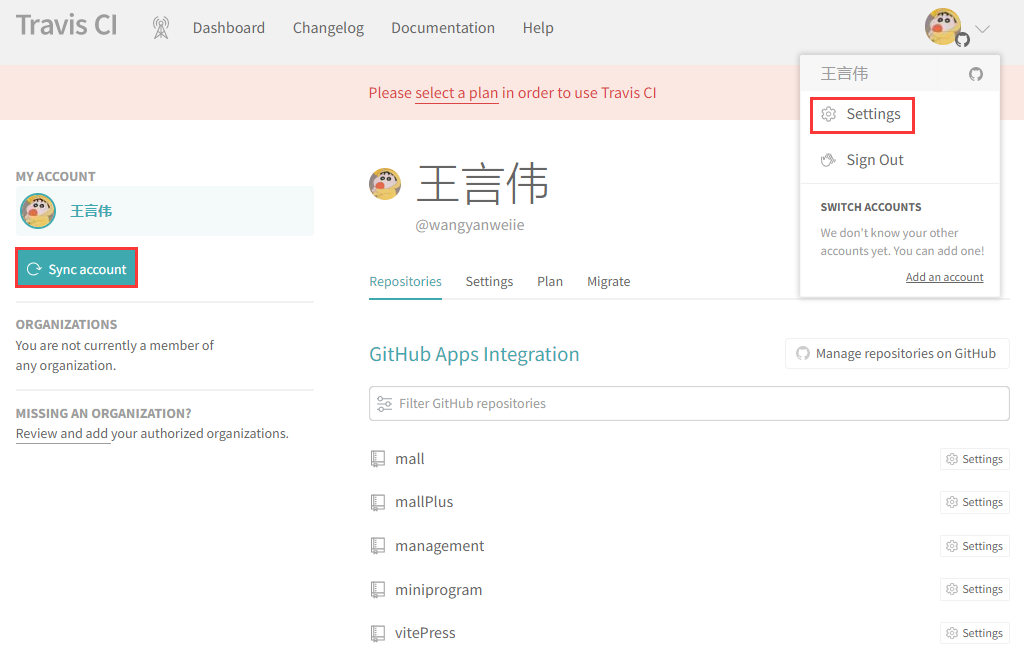 Travis CI
Dashboard
Changelog
Documentation
Help
Please select a plan in order to use Travis CI
王言伟
Settings
Sign Out
SWITCH ACCOUNTS
We don't know your other
accounts yet. You can add one!
Add an account
MY ACCOUNT
王言伟
Sync account
ORGANIZATIONS
You are not currently a member of
any organization.
MISSING AN ORGANIZATION?
Review and add your authorized organizations.
王言伟
@wangyanweiie
Repositories
Settings
Plan
Migrate
GitHub Apps Integration
Manage repositories on GitHub
Filter GitHub repositories
mall
Settings
mallPlus
Settings
management
Settings
miniprogram
Settings
vitePress
Settings